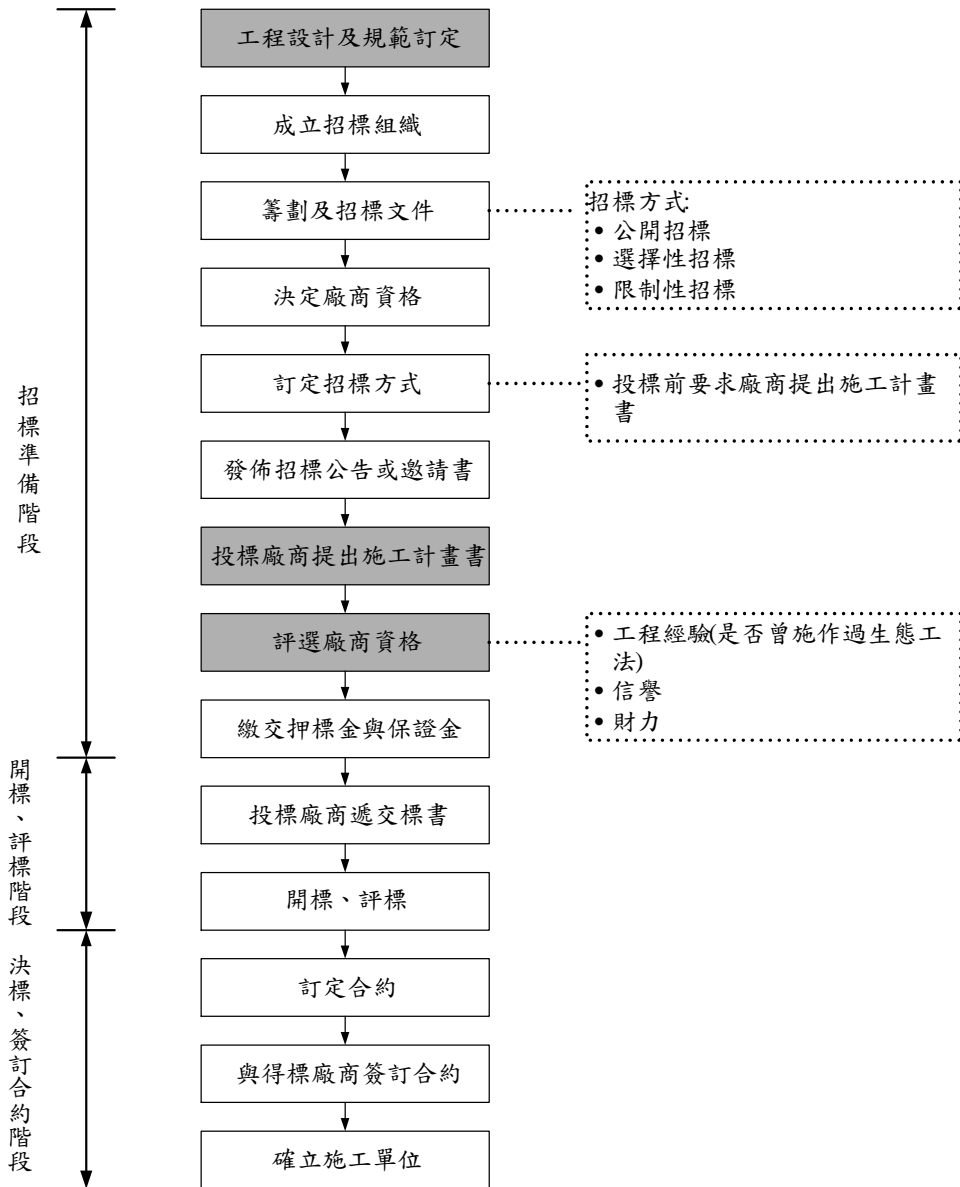 工程設計及規範訂定
成立招標組織
籌劃及招標文件
招標方式:
• 公開招標
• 選擇性招標
• 限制性招標
決定廠商資格
訂定招標方式
• 投標前要求廠商提出施工計畫
書
發佈招標公告或邀請書
投標廠商提出施工計畫書
評選廠商資格
• 工程經驗(是否曾施作過生態工
法)
• 信譽
• 財力
繳交押標金與保證金
招標準備階段
投標廠商遞交標書
開標、評標
開標、評標階段
訂定合約
與得標廠商簽訂合約
確立施工單位
決標、簽訂合約階段